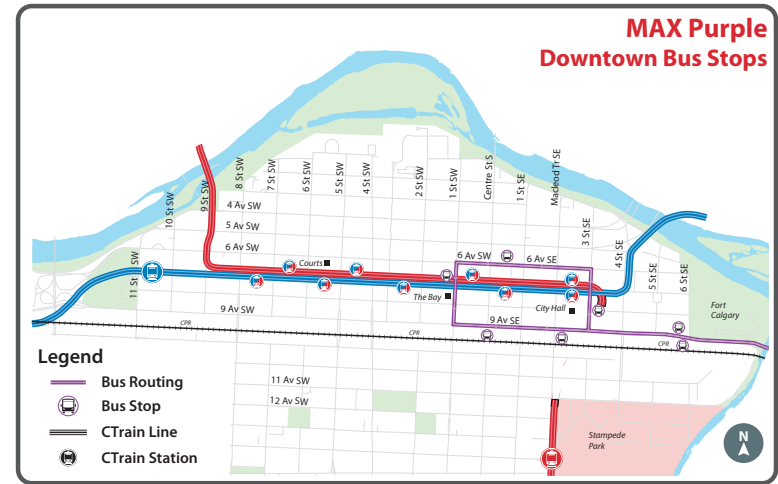 MAX Purple
Downtown Bus Stops
10 St SW
9 St SW
8 St SW
7 St SW
6 St SW
5 St SW
4 St SW
2 St SW
1 St SW
Centre St S
1 St SE
Macleod Tr SE
3 St SE
4 St SE
5 St SE
6 St SE
11 St SW
4 Av SW
5 Av SW
6 Av SW
6 Av SW
6 Av SE
Courts
The Bay
City Hall
Fort
Calgary
9 Av SW
9 Av SE
CPR
CPR
CPR
11 Av SW
12 Av SW
Stampede
Park
Legend
Bus Routing
Bus Stop
CTrain Line
CTrain Station
N